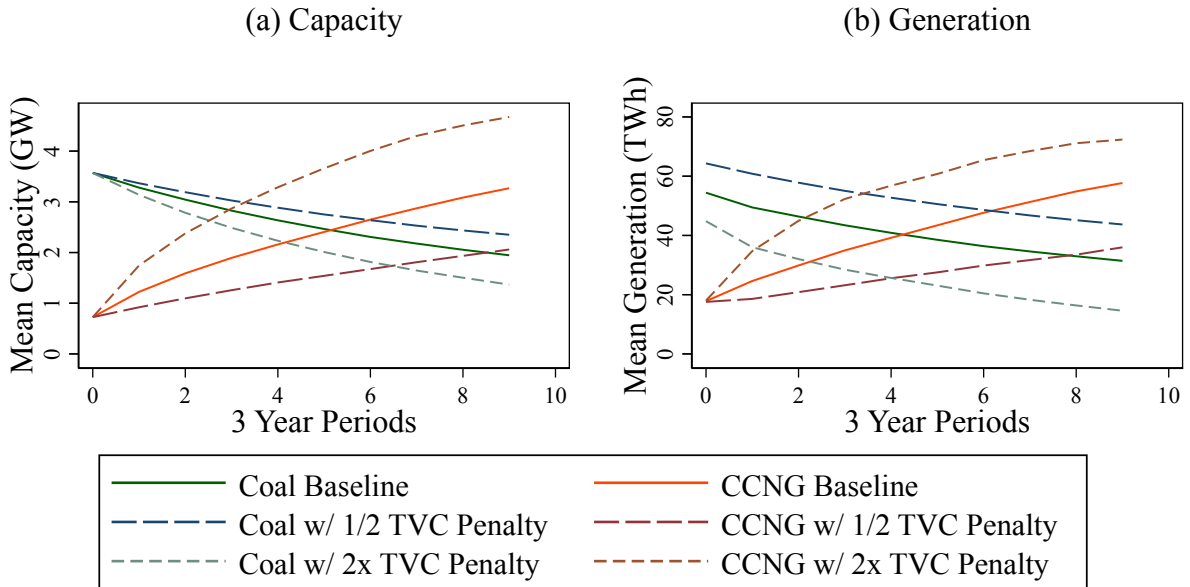 (a) Capacity
Mean Capacity (GW)
4
3
2
1
0
0 2 4 6 8 10
3 Year Periods
(b) Generation
Mean Generation (TWh)
80
60
40
20
0
0 2 4 6 8 10
3 Year Periods
Coal Baseline
CCNG Baseline
Coal w/ 1/2 TVC Penalty
CCNG w/ 1/2 TVC Penalty
Coal w/ 2x TVC Penalty
CCNG w/ 2x TVC Penalty